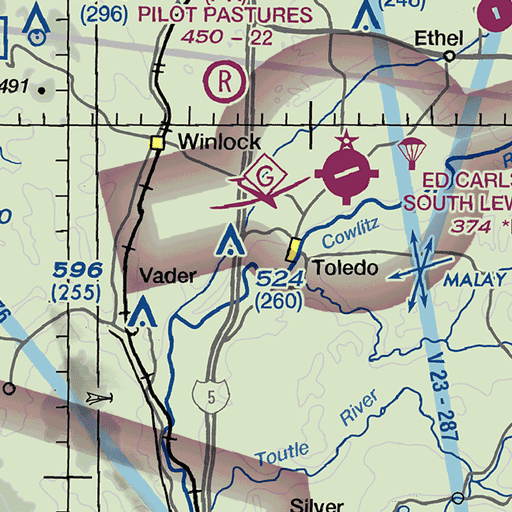 (296)
PILOT PASTURES
450 - 22
(240)
Ethel
R
491
Winlock
G
ED CARLS
SOUTH LEW
374 *
Cowlitz
596
(255)
Vader
524
(260)
Toledo
MALAY
V 23 - 287
5
River
Toutle
Silver